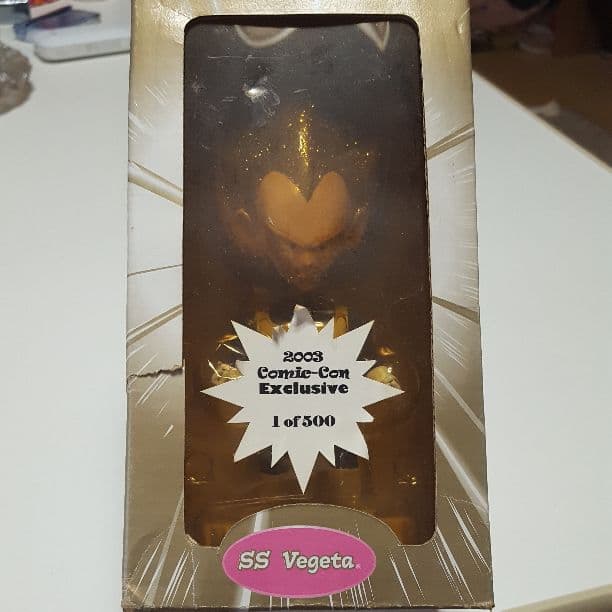 2003
Comic-Con
Exclusive
1 of 500
SS Vegeta